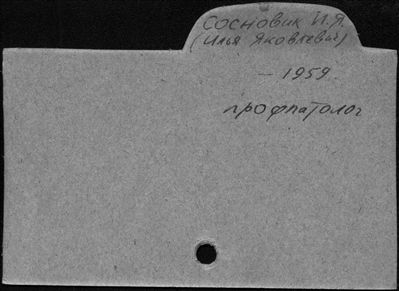 СОСНОВИК И.Я.
(Илья Яковлевич)
- 1959.
профпатолог